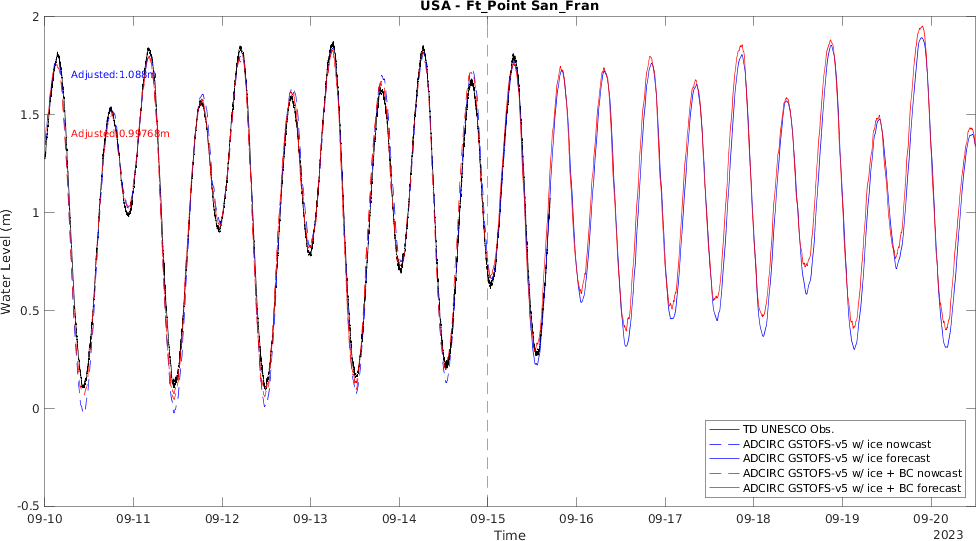 USA - Ft_Point San_Fran
2
Adjusted:1.088m
1.5
Adjusted:0.99768m
1
Water Level (m)
0.5
0
TD UNESCO Obs.
ADCIRC GSTOFS-v5 w/ ice nowcast
ADCIRC GSTOFS-v5 w/ ice forecast
ADCIRC GSTOFS-v5 w/ ice + BC nowcast
ADCIRC GSTOFS-v5 w/ ice + BC forecast
-0.5
09-10 09-11 09-12 09-13 09-14 09-15 09-16 09-17 09-18 09-19 09-20
Time
2023